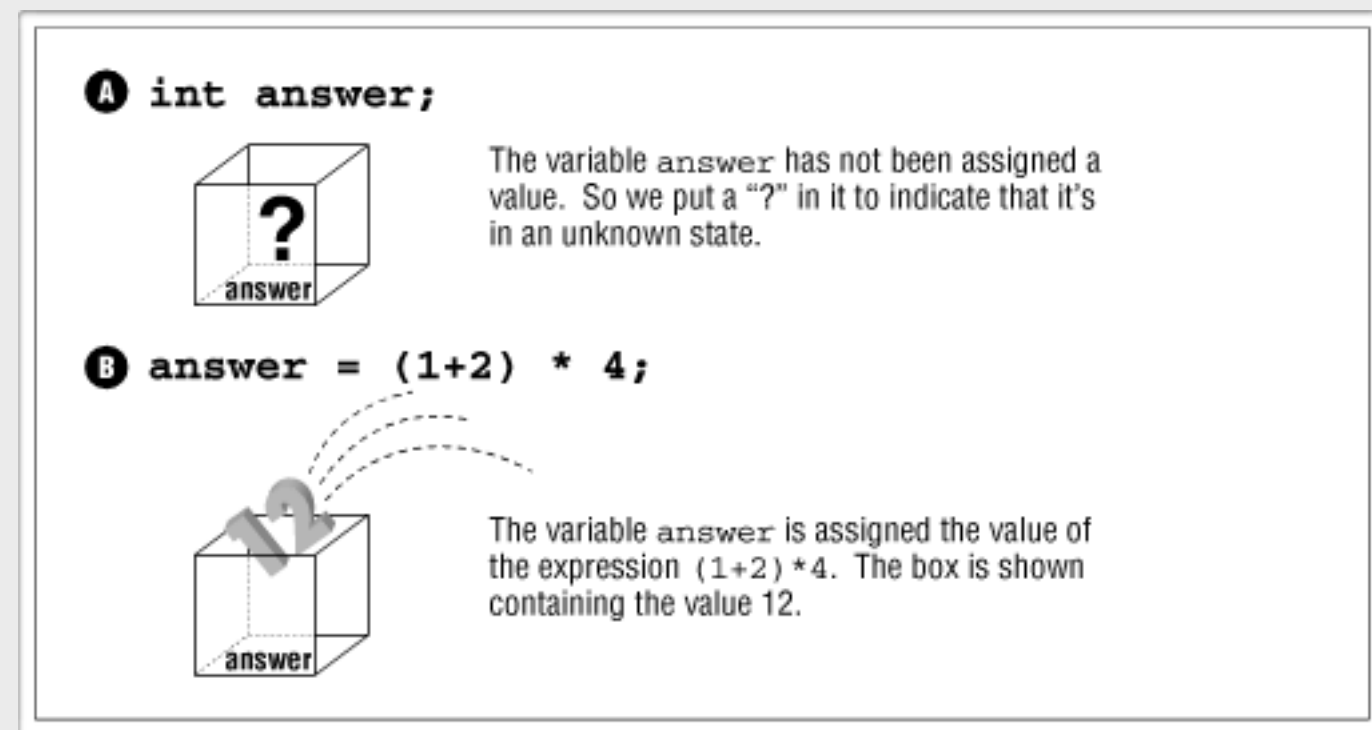 A int answer;
The variable answer has not been assigned a
value. So we put a “?” in it to indicate that it's
in an unknown state.
?
answer
B answer = (1+2) * 4;
12
The variable answer is assigned the value of
the expression (1+2)*4. The box is shown
containing the value 12.
answer